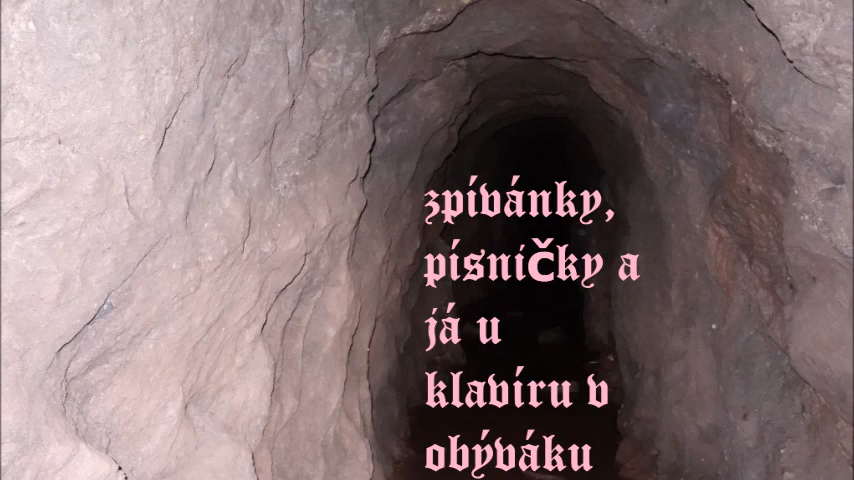 zpívánky,
písničky a
já u
klavíru v
obýváku